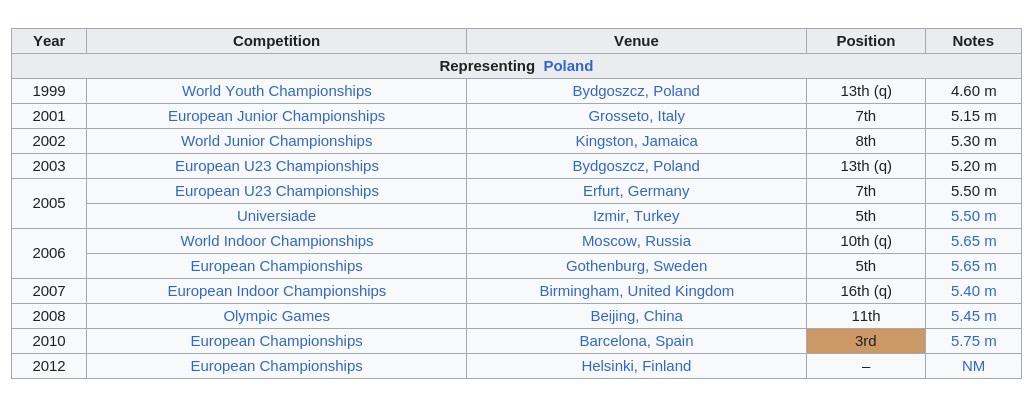 Year Competition Venue Position Notes
Representing Poland
1999 World Youth Championships Bydgoszcz, Poland 13th (q) 4.60 m
2001 European Junior Championships Grosseto, Italy 7th 5.15 m
2002 World Junior Championships Kingston, Jamaica 8th 5.30 m
2003 European U23 Championships Bydgoszcz, Poland 13th (q) 5.20 m
2005 European U23 Championships Erfurt, Germany 7th 5.50 m
Universiade Izmir, Turkey 5th 5.50 m
2006 World Indoor Championships Moscow, Russia 10th (q) 5.65 m
European Championships Gothenburg, Sweden 5th 5.65 m
2007 European Indoor Championships Birmingham, United Kingdom 16th (q) 5.40 m
2008 Olympic Games Beijing, China 11th 5.45 m
2010 European Championships Barcelona, Spain 3rd 5.75 m
2012 European Championships Helsinki, Finland – NM